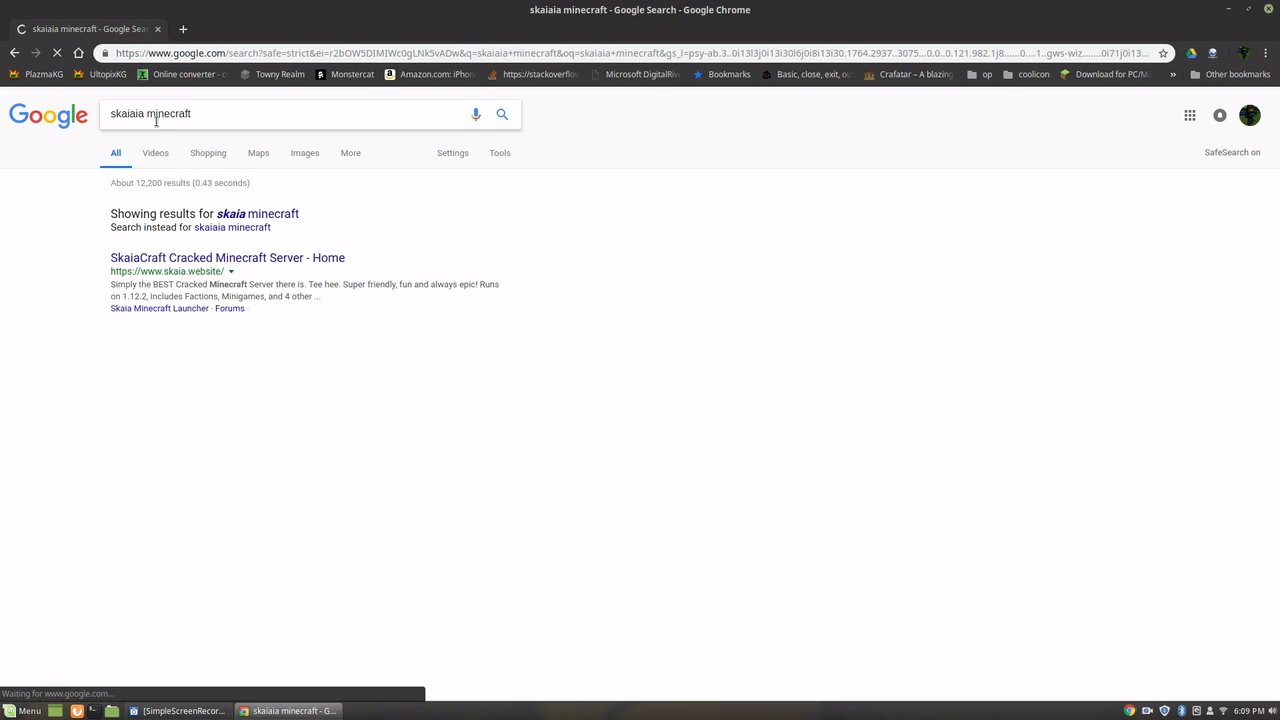 skaiaia minecraft - Google Search - Google Chrome
skaiaia minecraft - Google Sea
https://www.google.com/search?safe=strict&ei=r2bOW5DIMIWc0gLNk5vADw&q=skaiaia+minecraft&oq=skaiaia+minecraft&gs_l=psy-ab.3..0i13l3j0i13i30l6j0i8i13i30.1764.2937..3075...0.0..0.121.982.1j8......0....1..gws-wiz.......0i71j0i13...
PlazmaKG
UltopixKG
Online converter - c
Towny Realm
Monstercat
Amazon.com: iPhon
https://stackoverflo
Microsoft DigitalRiv
Bookmarks
Basic, close, exit, ou
Crafatar – A blazing
op
coolicon
Download for PC/Ma
»
Other bookmarks
Google
skaiaia minecraft
All
Videos
Shopping
Maps
Images
More
Settings
Tools
SafeSearch on
About 12,200 results (0.43 seconds)
Showing results for skaia minecraft
Search instead for skaiaia minecraft
SkaiaCraft Cracked Minecraft Server - Home
https://www.skaia.website/
Simply the BEST Cracked Minecraft Server there is. Tee hee. Super friendly, fun and always epic! Runs
on 1.12.2, includes Factions, Minigames, and 4 other ...
Skaia Minecraft Launcher · Forums ·
Waiting for www.google.com...
Menu
[SimpleScreenRecor...
skaiaia minecraft - G...
6:09 PM